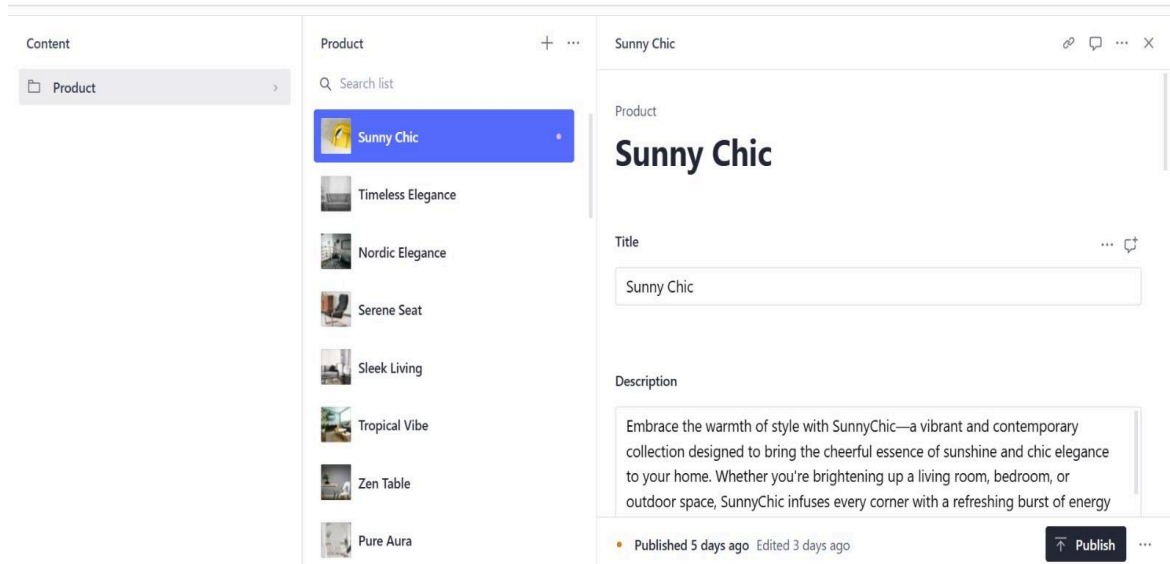 Content
Product
Product
Search list
Sunny Chic
Timeless Elegance
Nordic Elegance
Serene Seat
Sleek Living
Tropical Vibe
Zen Table
Pure Aura
Sunny Chic
Product
Sunny Chic
Title
Sunny Chic
Description
Embrace the warmth of style with SunnyChic—a vibrant and contemporary
collection designed to bring the cheerful essence of sunshine and chic elegance
to your home. Whether you're brightening up a living room, bedroom, or
outdoor space, SunnyChic infuses every corner with a refreshing burst of energy
Published 5 days ago Edited 3 days ago
Publish